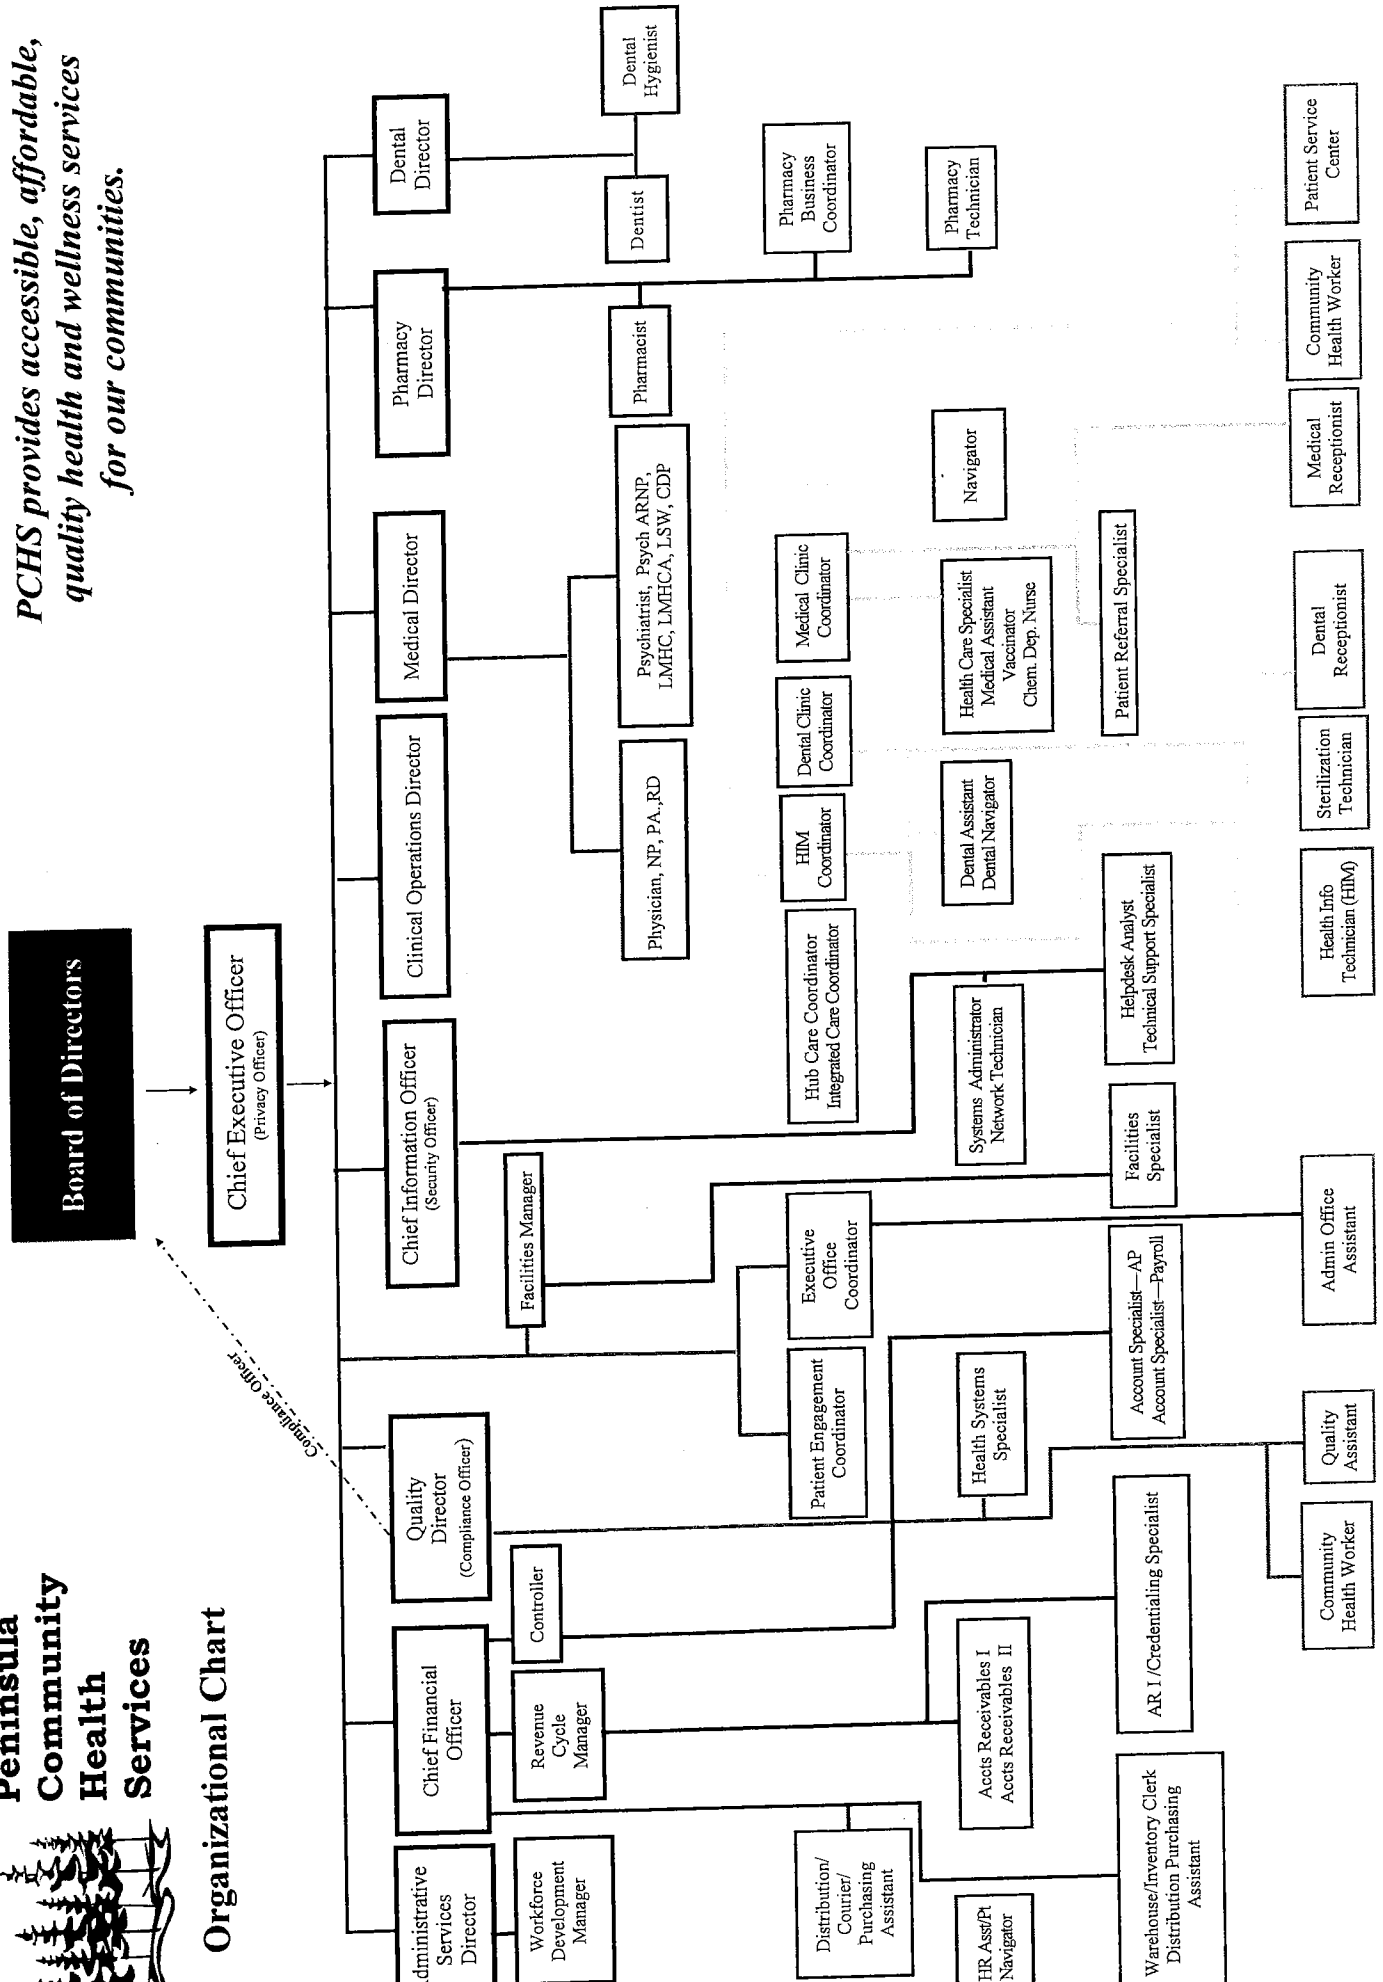 Peninsula
Community
Health
Services
Organizational Chart
PCHS provides accessible, affordable,
quality health and wellness services
for our communities.
Board of Directors
Chief Executive Officer
(Privacy Officer)
Compliance Officer
Administrative
Services
Director
Chief Financial
Officer
Quality
Director
(Compliance Officer)
Chief Information Officer
(Security Officer)
Clinical Operations Director
Medical Director
Pharmacy
Director
Dental
Director
Workforce
Development
Manager
Revenue
Cycle
Manager
Controller
Facilities Manager
Physician, NP, PA.,RD
Psychiatrist, Psych ARNP,
LMHC, LMHCA, LSW, CDP
Pharmacist
Dentist
Dental
Hygienist
Distribution/
Courier/
Purchasing
Assistant
Patient Engagement
Coordinator
Executive
Office
Coordinator
Hub Care Coordinator
Integrated Care Coordinator
HIM
Coordinator
Dental Clinic
Coordinator
Medical Clinic
Coordinator
Pharmacy
Business
Coordinator
HR Asst/Pt
Navigator
Accts Receivables I
Accts Receivables II
Health Systems
Specialist
Systems Administrator
Network Technician
Dental Assistant
Dental Navigator
Health Care Specialist
Medical Assistant
Vaccinator
Chem. Dep. Nurse
Navigator
Pharmacy
Technician
Warehouse/Inventory Clerk
Distribution Purchasing
Assistant
AR I /Credentialing Specialist
Account Specialist—AP
Account Specialist—Payroll
Facilities
Specialist
Helpdesk Analyst
Technical Support Specialist
Patient Referral Specialist
Community
Health Worker
Quality
Assistant
Admin Office
Assistant
Health Info
Technician (HIM)
Sterilization
Technician
Dental
Receptionist
Medical
Receptionist
Community
Health Worker
Patient Service
Center